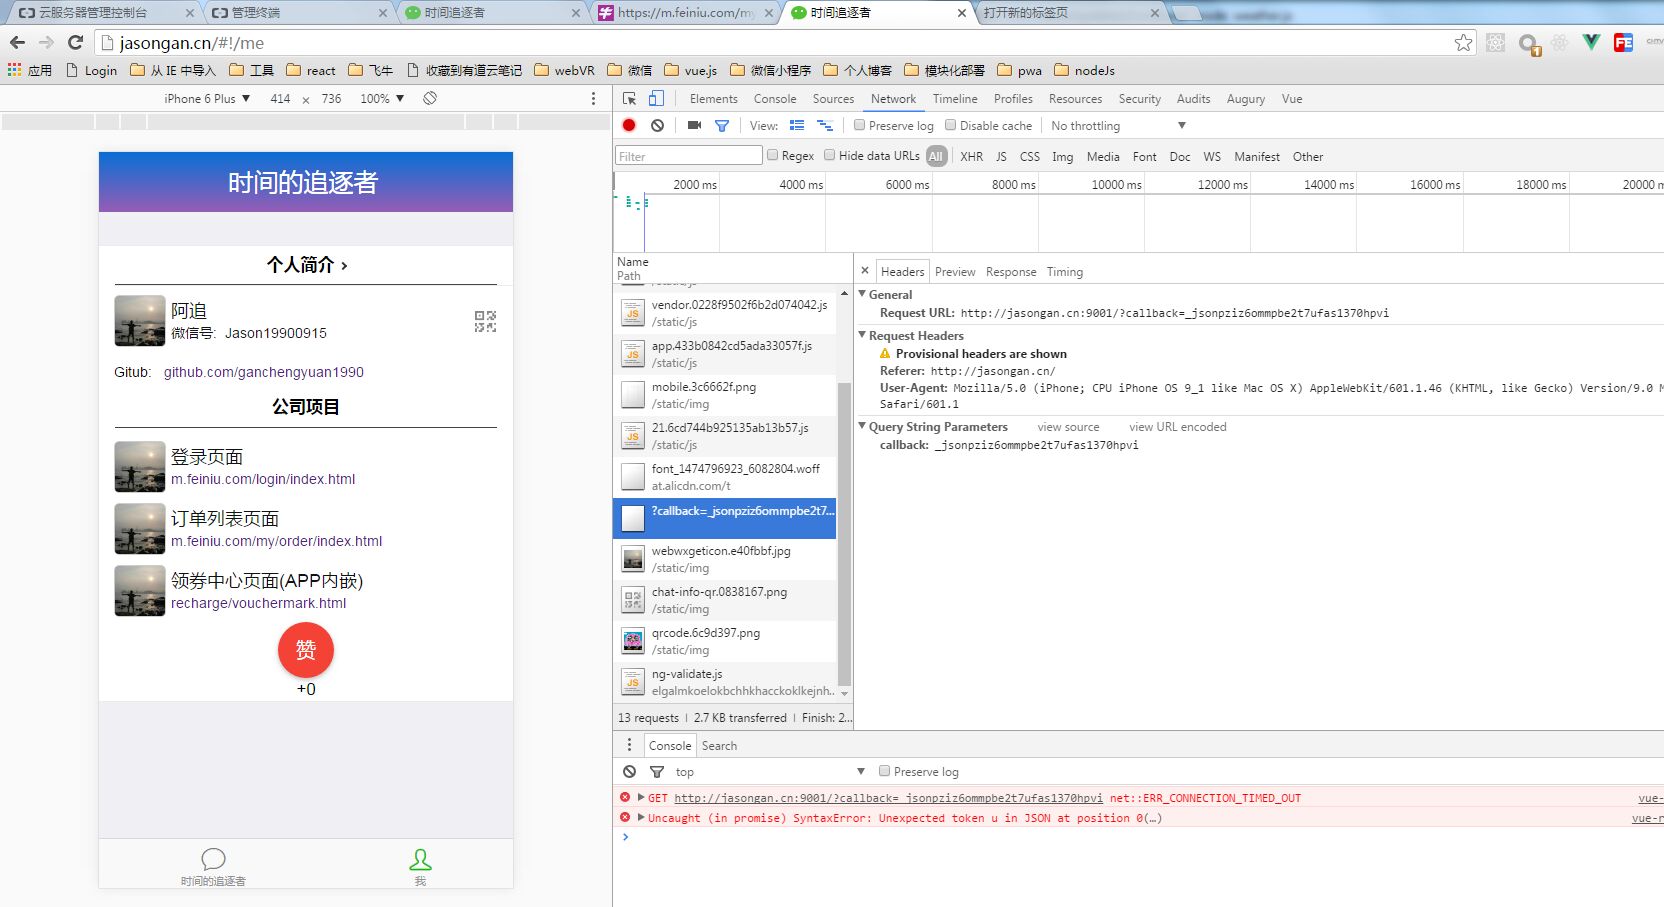 云服务器管理控制台
管理终端
时间追逐者
https://m.feiniu.com/my
时间追逐者
打开新的标签页
jasongan.cn/#!/me
应用
Login
从 IE 中导入
工具
react
飞牛
收藏到有道云笔记
webVR
微信
vue.js
微信小程序
个人博客
模块化部署
pwa
nodeJs
iPhone 6 Plus ▼ 414 × 736 100% ▼
Elements Console Sources Network Timeline Profiles Resources Security Audits Augury Vue
View: Preserve log Disable cache No throttling ▼
Filter Regex Hide data URLs All XHR JS CSS Img Media Font Doc WS Manifest Other
2000 ms 4000 ms 6000 ms 8000 ms 10000 ms 12000 ms 14000 ms 16000 ms 18000 ms 20000 ms
时间的追逐者
个人简介 ›
阿追
微信号: Jason19900915
Gitub: github.com/ganchengyuan1990
公司项目
登录页面
m.feiniu.com/login/index.html
订单列表页面
m.feiniu.com/my/order/index.html
领券中心页面(APP内嵌)
recharge/vouchermark.html
赞
+0
时间的追逐者
我
Name
Path
/static/js
vendor.0228f9502f6b2d074042.js
/static/js
app.433b0842cd5ada33057f.js
/static/js
mobile.3c6662f.png
/static/img
21.6cd744b925135ab13b57.js
/static/js
font_1474796923_6082804.woff
at.alicdn.com/t
?callback=_jsonpziz6ommpbe2t7...
webwxgeticon.e40fbbf.jpg
/static/img
chat-info-qr.0838167.png
/static/img
qrcode.6c9d397.png
/static/img
ng-validate.js
elgalmkoelokbchhkhacckoklkejnh...
13 requests | 2.7 KB transferred | Finish: 2...
× Headers Preview Response Timing
General
Request URL: http://jasongan.cn:9001/?callback=_jsonpziz6ommpbe2t7ufas1370hpvi
Request Headers
Provisional headers are shown
Referer: http://jasongan.cn/
User-Agent: Mozilla/5.0 (iPhone; CPU iPhone OS 9_1 like Mac OS X) AppleWebKit/601.1.46 (KHTML, like Gecko) Version/9.0 M
Safari/601.1
Query String Parameters view source view URL encoded
callback: _jsonpziz6ommpbe2t7ufas1370hpvi
Console Search
top ▼ Preserve log
GET http://jasongan.cn:9001/?callback=_jsonpziz6ommpbe2t7ufas1370hpvi net::ERR_CONNECTION_TIMED_OUT vue-
Uncaught (in promise) SyntaxError: Unexpected token u in JSON at position 0(…) vue-r